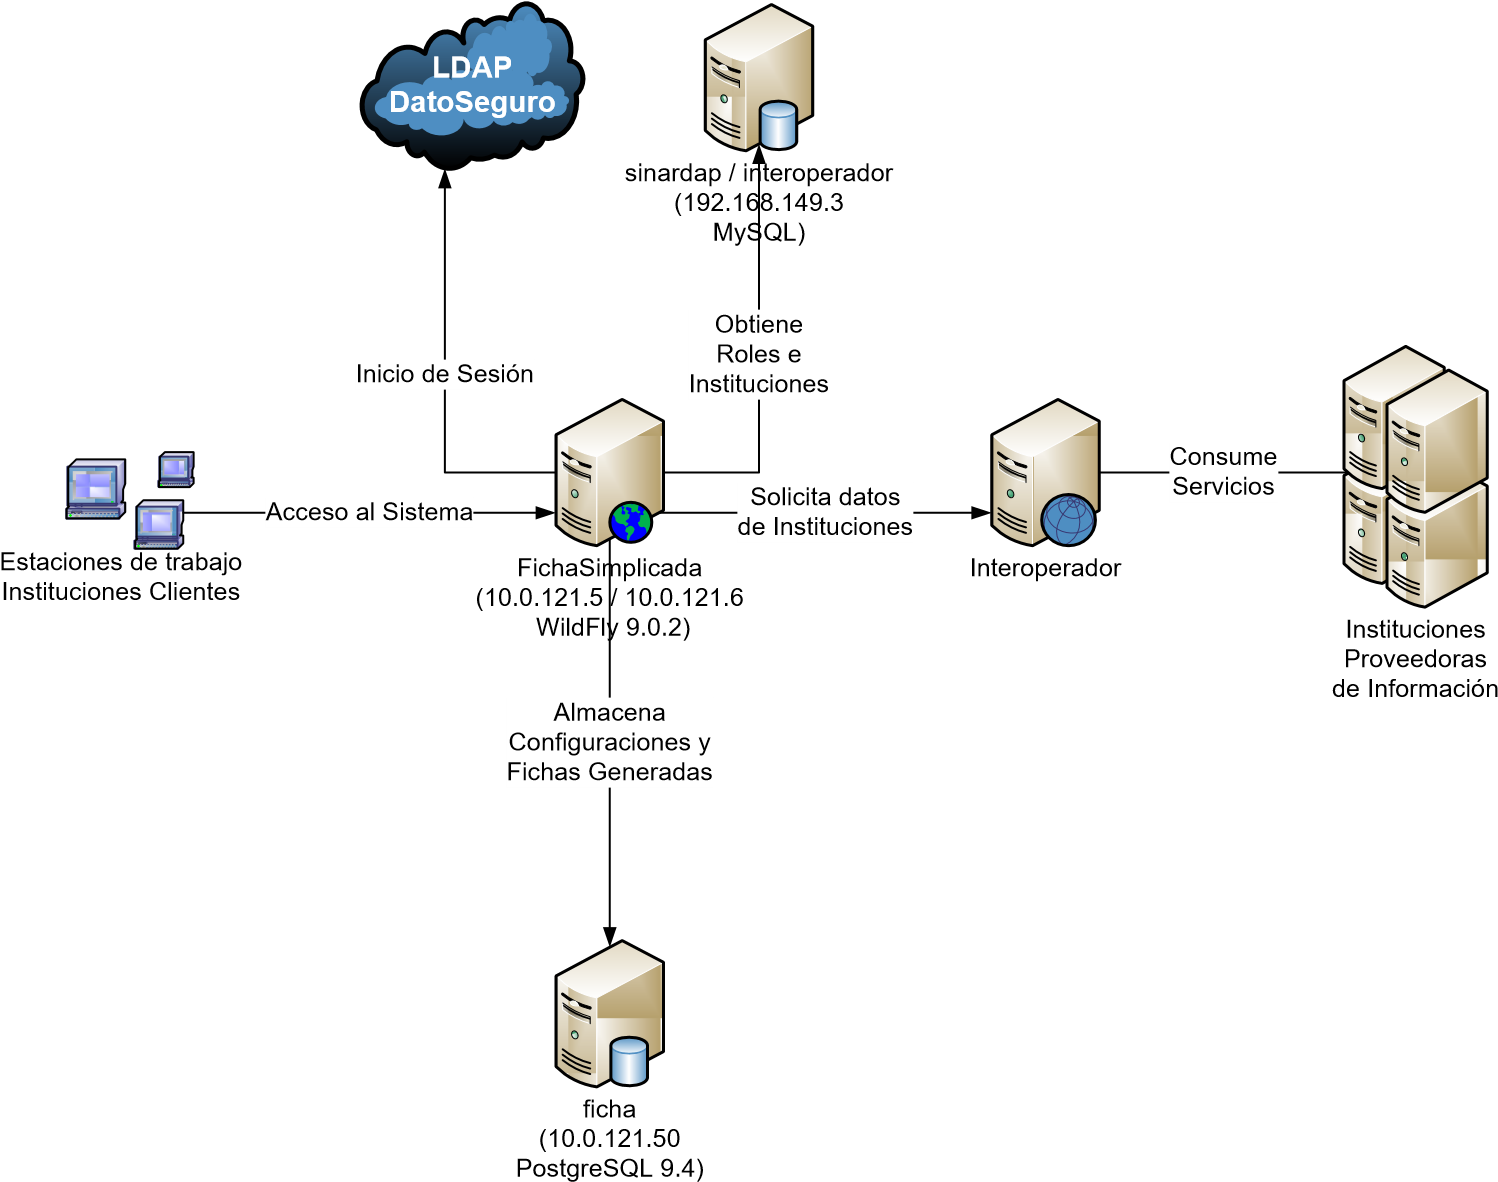 LDAP
DatoSeguro
sinardap / interoperador
(192.168.149.3
MySQL)
Obtiene
Roles e
Instituciones
Inicio de Sesión
Consume
Servicios
Solicita datos
de Instituciones
Acceso al Sistema
Estaciones de trabajo
Instituciones Clientes
FichaSimplicada
(10.0.121.5 / 10.0.121.6
WildFly 9.0.2)
Interoperador
Instituciones
Proveedoras
de Información
Almacena
Configuraciones y
Fichas Generadas
ficha
(10.0.121.50
PostgreSQL 9.4)